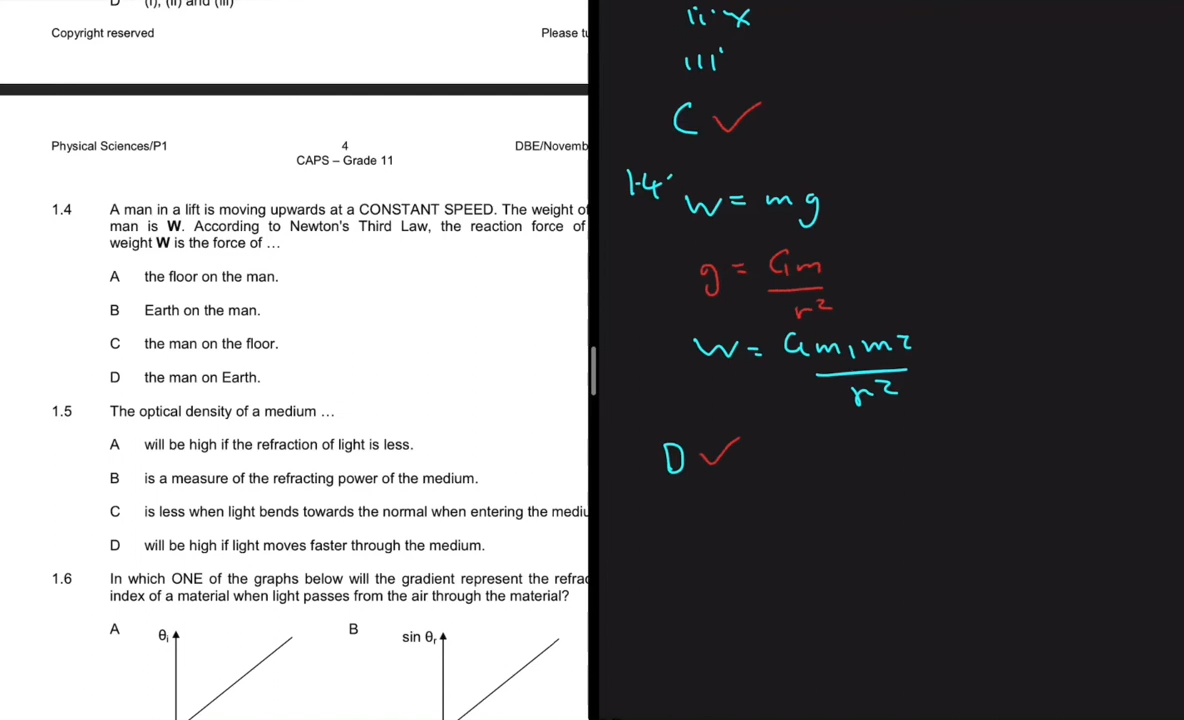 D (i), (ii) and (iii)
Copyright reserved
Please tu
Physical Sciences/P1
4
DBE/Novemb
CAPS – Grade 11
1.4 A man in a lift is moving upwards at a CONSTANT SPEED. The weight of
man is W. According to Newton's Third Law, the reaction force of
weight W is the force of …
A the floor on the man.
B Earth on the man.
C the man on the floor.
D the man on Earth.
1.5 The optical density of a medium …
A will be high if the refraction of light is less.
B is a measure of the refracting power of the medium.
C is less when light bends towards the normal when entering the mediu
D will be high if light moves faster through the medium.
1.6 In which ONE of the graphs below will the gradient represent the refrac
index of a material when light passes from the air through the material?
A θi
B sin θr
ii. x
iii
C ✓
1.4. W = mg
g = Gm
r²
W = Gm₁m₂
r²
D ✓